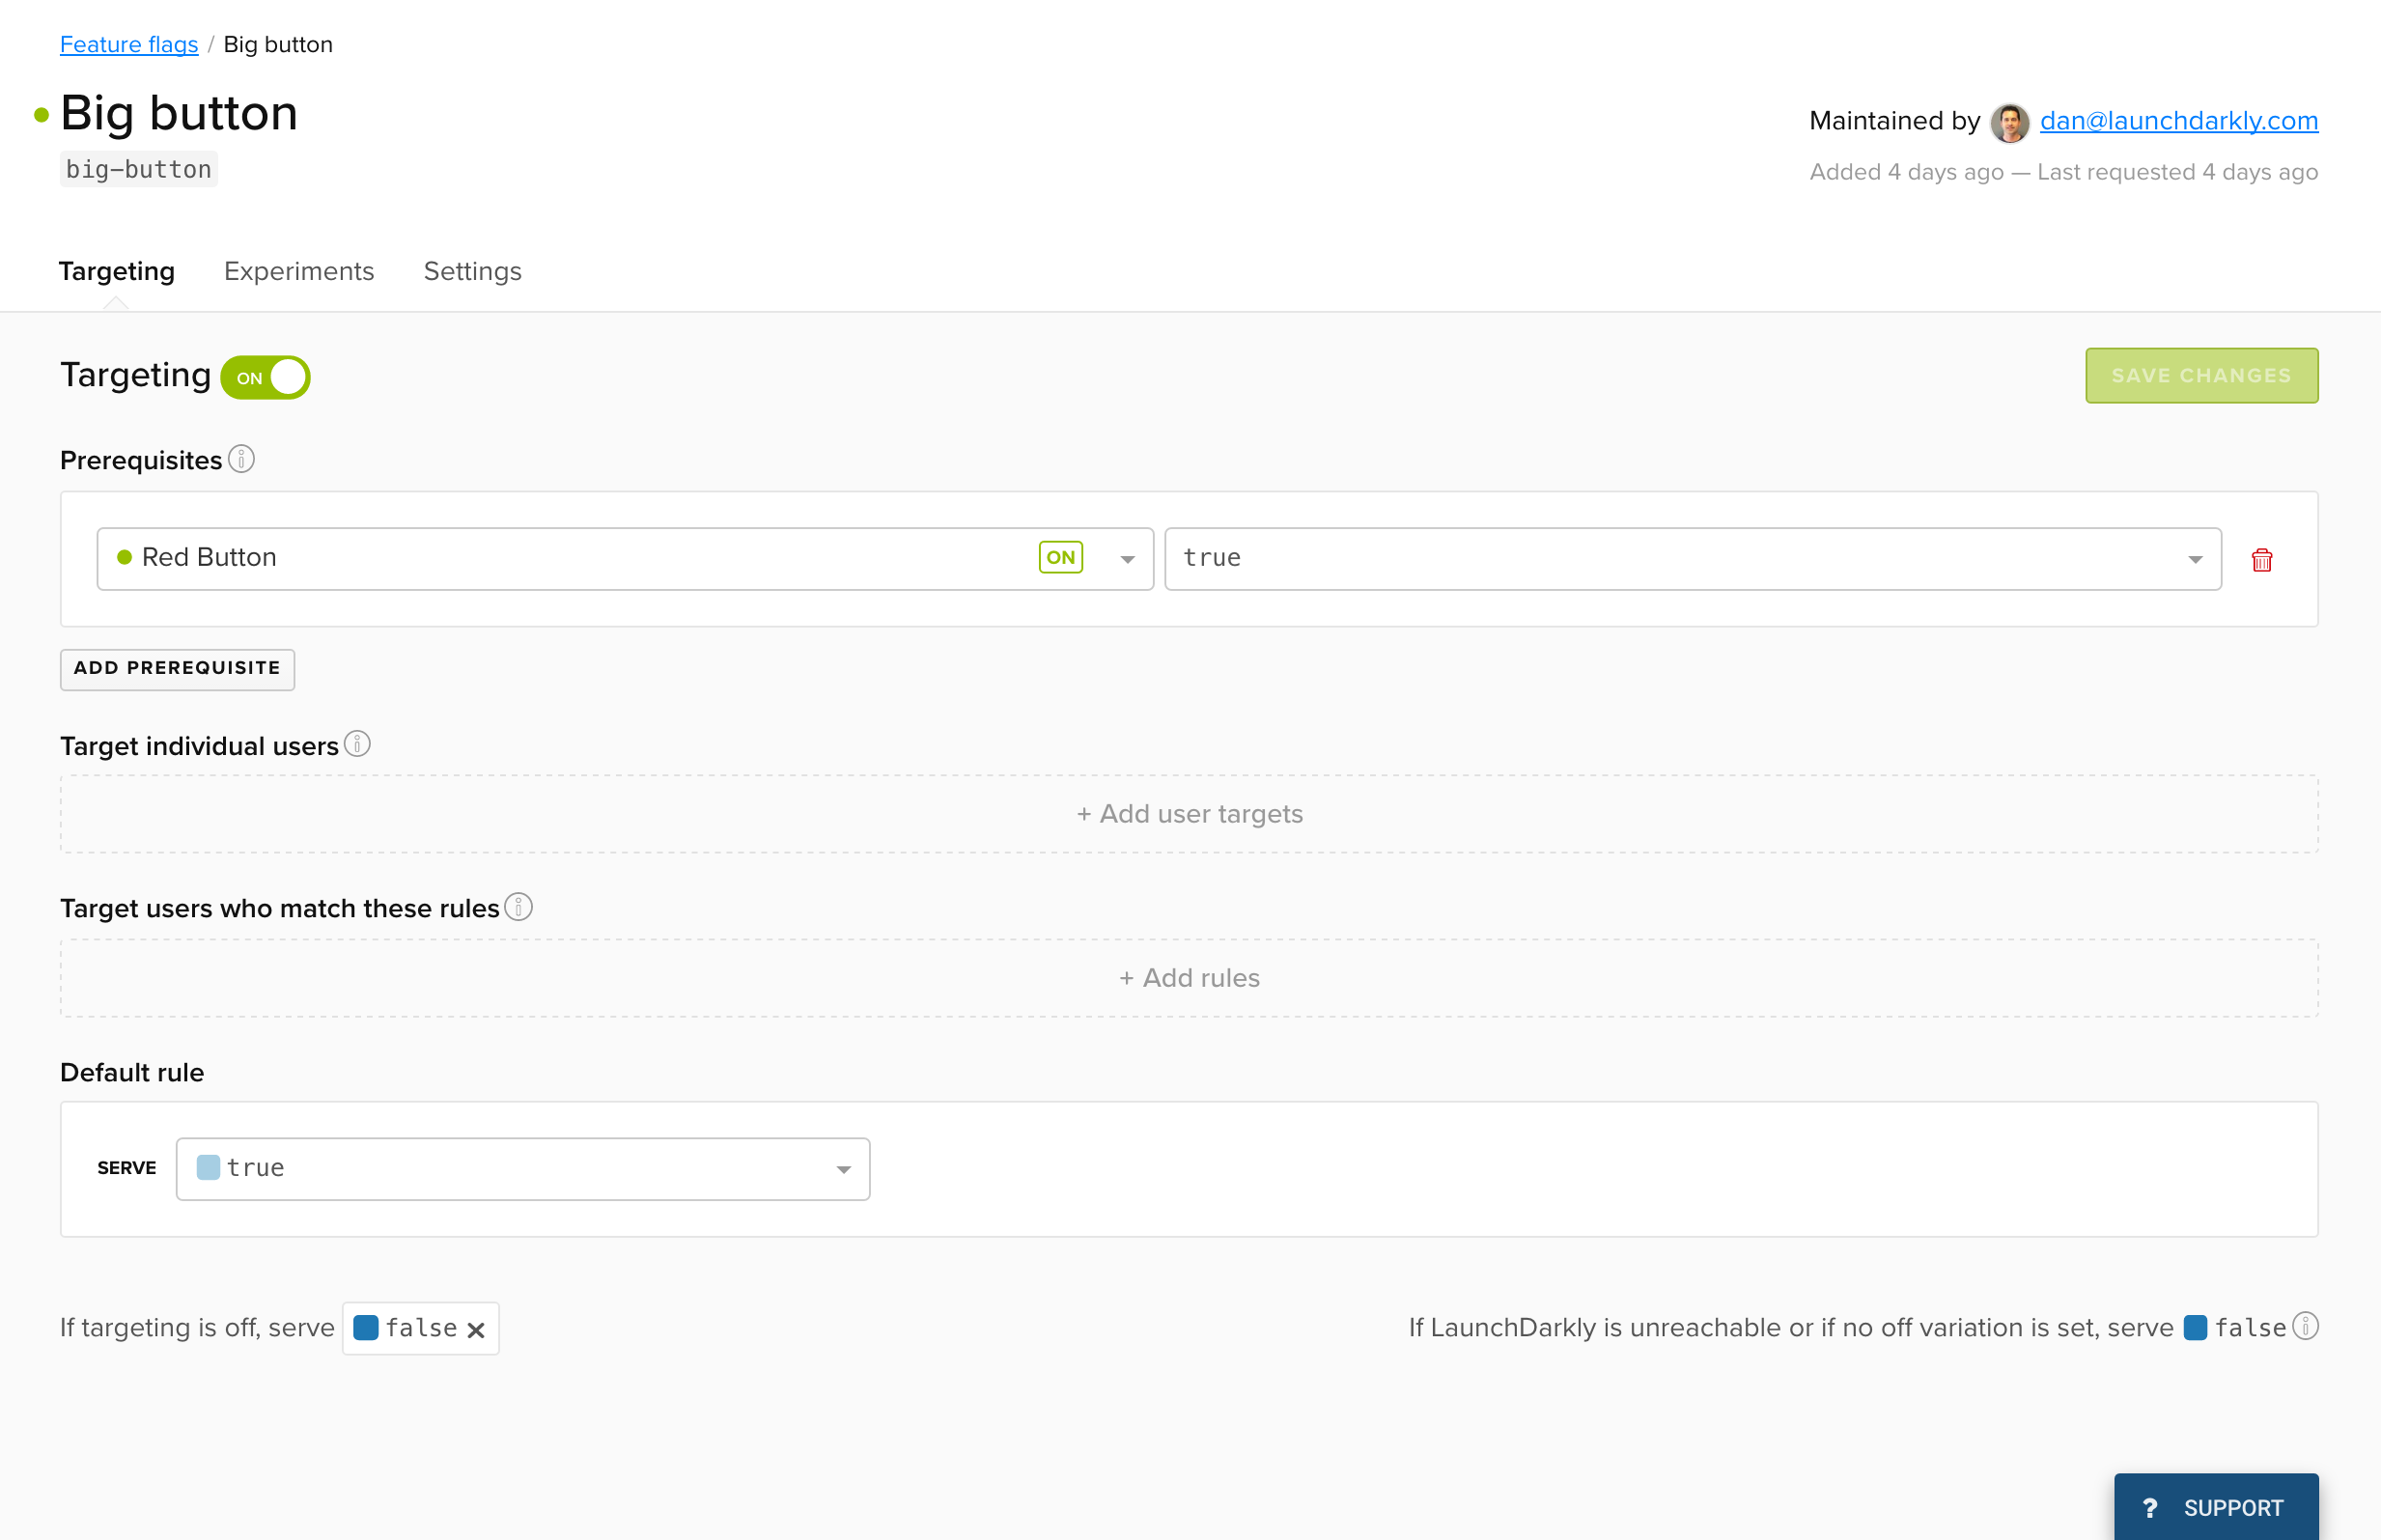 Feature flags / Big button
Big button
big-button
Maintained by dan@launchdarkly.com
Added 4 days ago — Last requested 4 days ago
Targeting Experiments Settings
Targeting ON
SAVE CHANGES
Prerequisites
Red Button ON true
ADD PREREQUISITE
Target individual users
+ Add user targets
Target users who match these rules
+ Add rules
Default rule
SERVE true
If targeting is off, serve false
If LaunchDarkly is unreachable or if no off variation is set, serve false
? SUPPORT